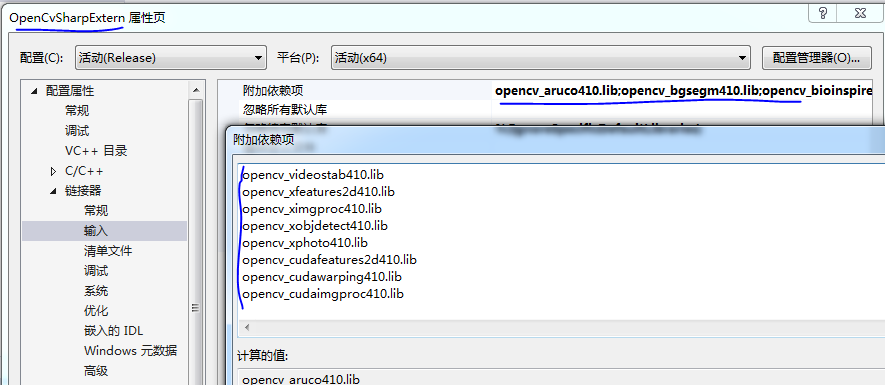 OpenCvSharpExtern 属性页
配置(C): 活动(Release) 平台(P): 活动(x64) 配置管理器(O)...
配置属性
常规
调试
VC++ 目录
C/C++
链接器
常规
输入
清单文件
调试
系统
优化
嵌入的 IDL
Windows 元数据
高级
附加依赖项 opencv_aruco410.lib;opencv_bgsegm410.lib;opencv_bioinspire
忽略所有默认库
附加依赖项
opencv_videostab410.lib
opencv_xfeatures2d410.lib
opencv_ximgproc410.lib
opencv_xobjdetect410.lib
opencv_xphoto410.lib
opencv_cudafeatures2d410.lib
opencv_cudawarping410.lib
opencv_cudaimgproc410.lib
计算的值:
opencv_aruco410.lib